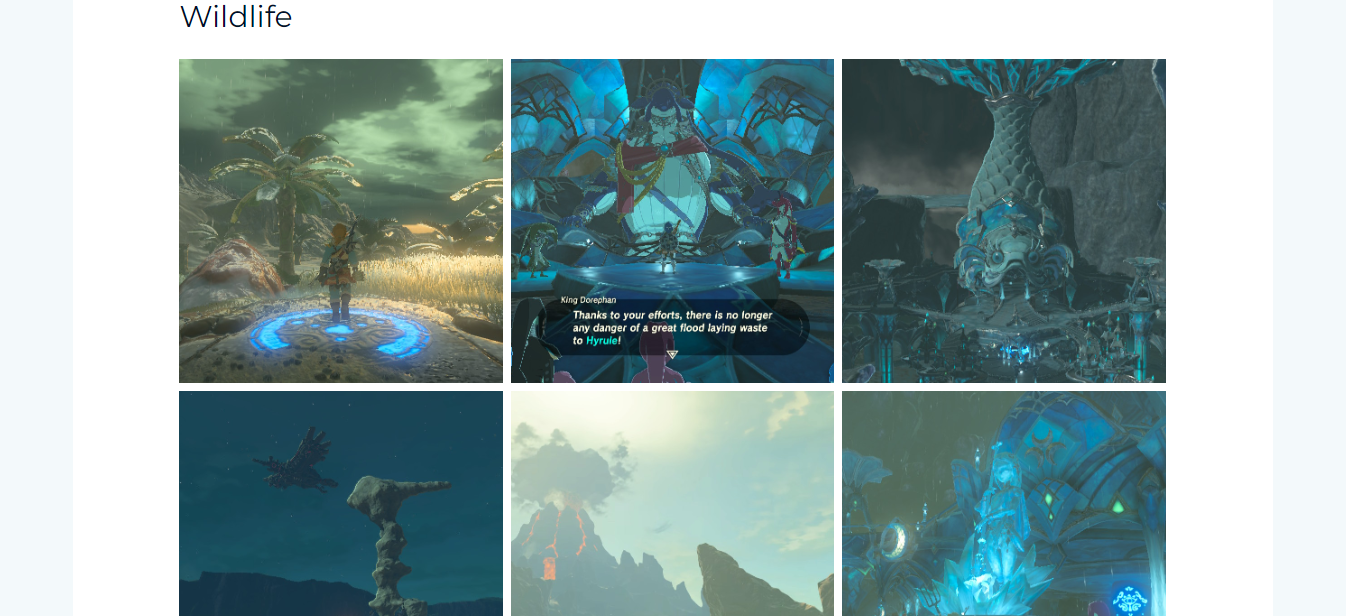 Wildlife
King Dorephan
Thanks to your efforts, there is no longer
any danger of a great flood laying waste
to Hyrule!